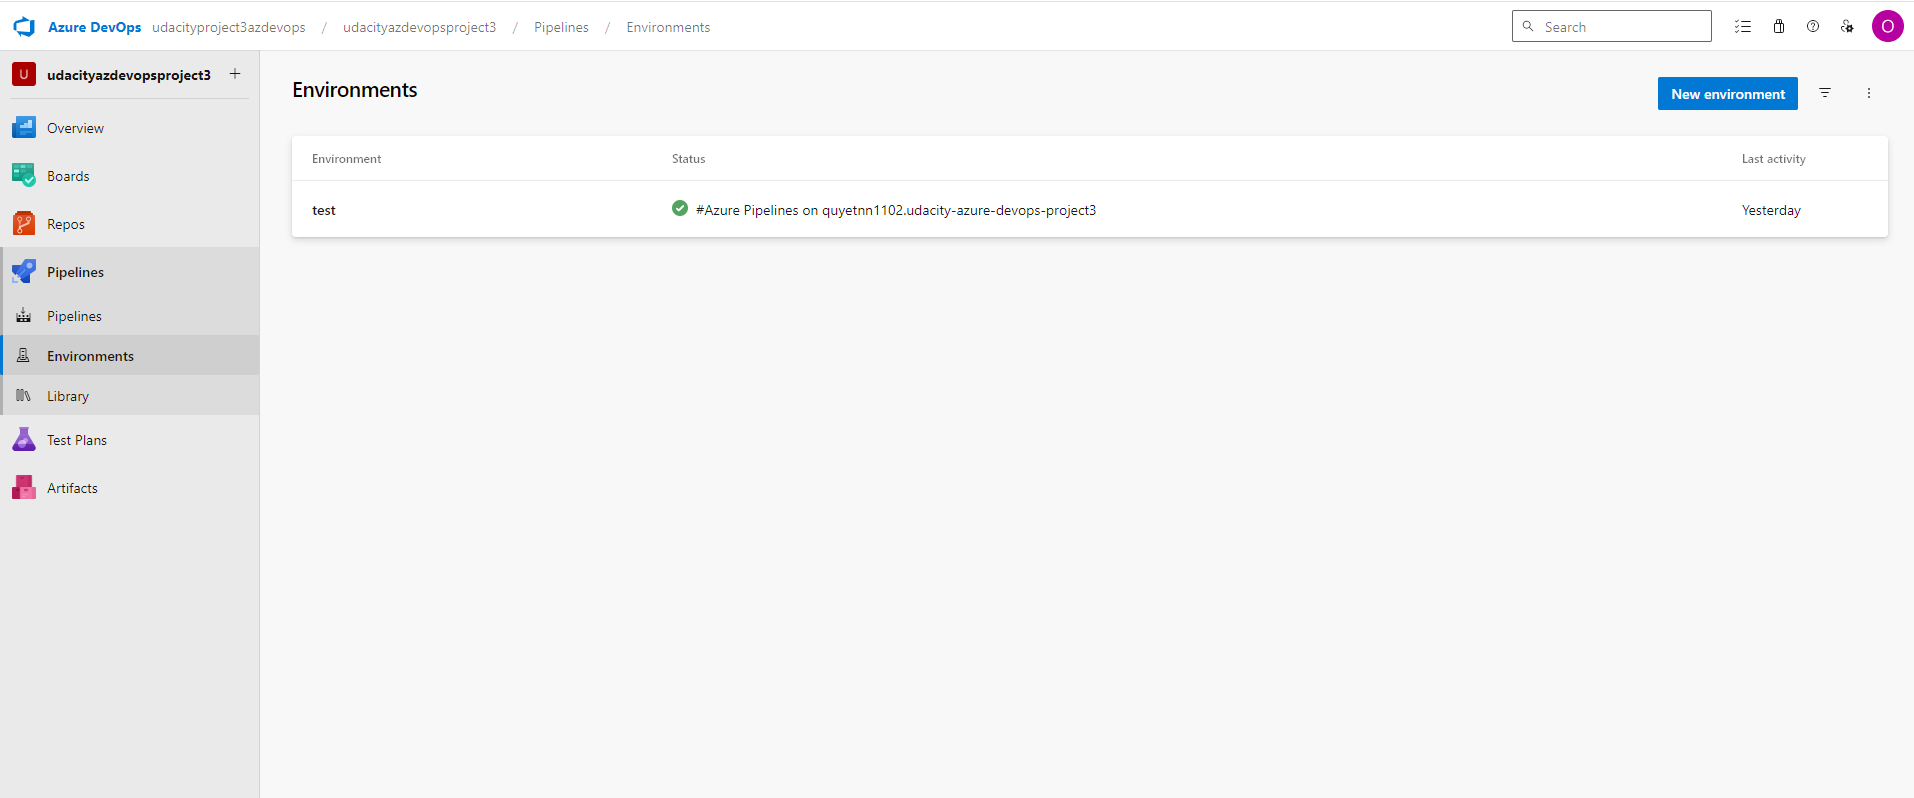 Azure DevOps udacityproject3azdevops / udacityazdevopsproject3 / Pipelines / Environments
Search
O
U udacityazdevopsproject3 +
Overview
Boards
Repos
Pipelines
Pipelines
Environments
Library
Test Plans
Artifacts
Environments
New environment
Environment Status Last activity
test #Azure Pipelines on quyetnn1102.udacity-azure-devops-project3 Yesterday